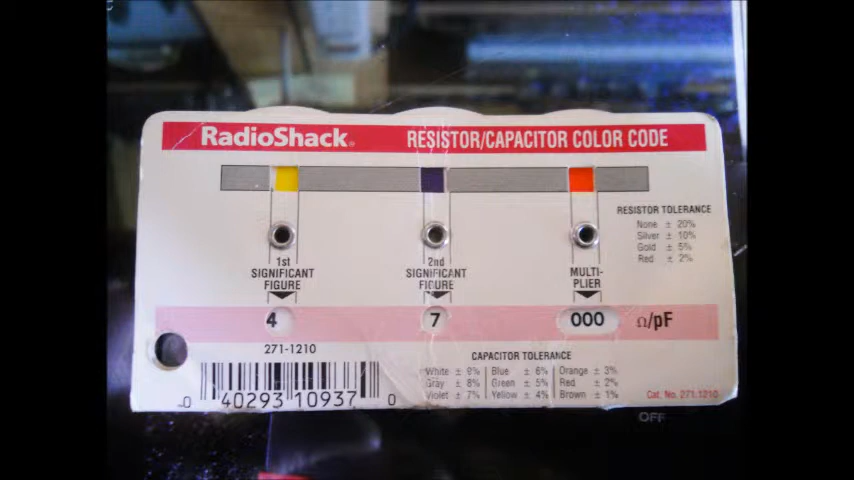 RadioShack® RESISTOR/CAPACITOR COLOR CODE
RESISTOR TOLERANCE
None ± 20%
Silver ± 10%
Gold ± 5%
Red ± 2%
1st
SIGNIFICANT
FIGURE
2nd
SIGNIFICANT
FIGURE
MULTI-
PLIER
4 7 000 Ω/pF
271-1210
CAPACITOR TOLERANCE
White ± 9% Blue ± 6% Orange ± 3%
Gray ± 8% Green ± 5% Red ± 2%
Violet ± 7% Yellow ± 4% Brown ± 1%
0 40293 10937 0
Cat. No. 271-1210
OFF